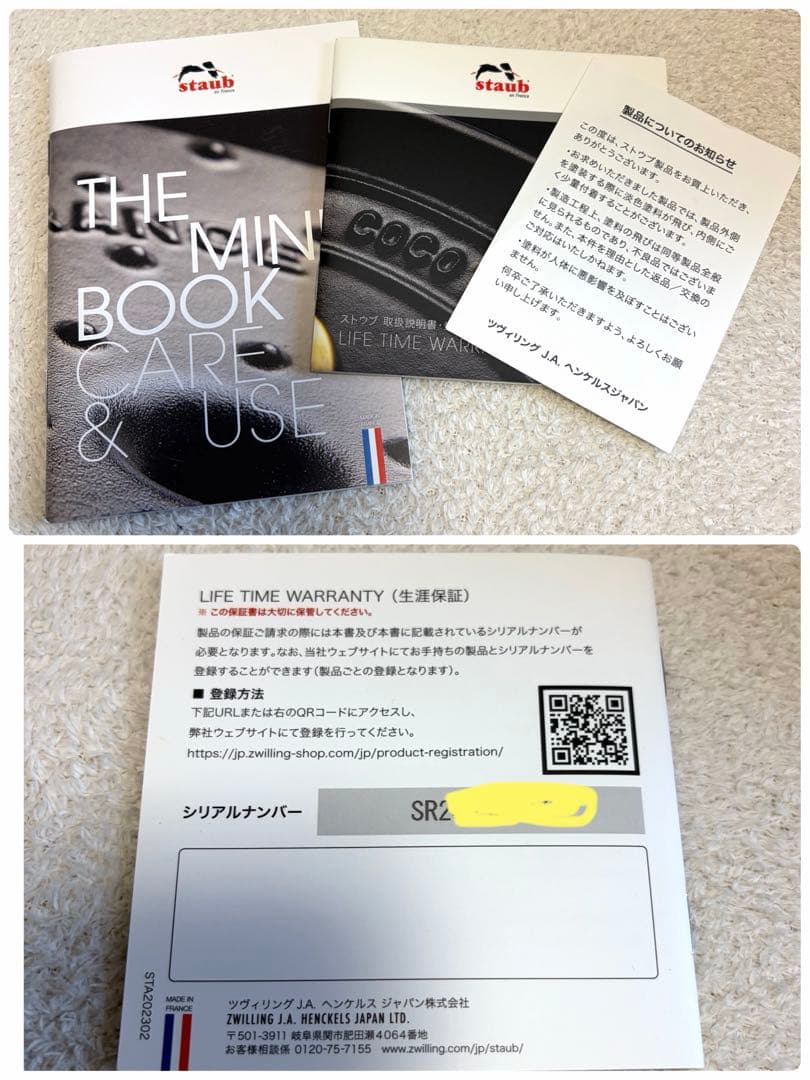 staub
en France
THE
MIN
BOOK
CARE
& USE
MADE IN
FRANCE
staub
en France
COCO
ストウブ 取扱説明書・
LIFE TIME WARR
製品についてのお知らせ
この度は、ストウブ製品をお買上いただき、
ありがとうございます。
・お求めいただきました製品では、製品外側
を塗装する際に淡色塗料が飛び、内側にご
く少量付着することがございます。
・製造工程上、塗料の飛びは同等製品全般
に見られるものであり、不良品ではございま
せん。また、本件を理由とした返品/交換の
ご対応はいたしかねます。
・塗料が人体に悪影響を及ぼすことはござい
ません。
何卒ご了承いただきますよう、よろしくお願
い申し上げます。
ツヴィリング J.A. ヘンケルスジャパン
LIFE TIME WARRANTY（生涯保証）
※ この保証書は大切に保管してください。
製品の保証ご請求の際には本書及び本書に記載されているシリアルナンバーが
必要となります。なお、当社ウェブサイトにてお手持ちの製品とシリアルナンバーを
登録することができます（製品ごとの登録となります）。
■ 登録方法
下記URLまたは右のQRコードにアクセスし、
弊社ウェブサイトにて登録を行ってください。
https://jp.zwilling-shop.com/jp/product-registration/
シリアルナンバー SR2
STA202302
MADE IN
FRANCE
ツヴィリング J.A. ヘンケルス ジャパン株式会社
ZWILLING J.A. HENCKELS JAPAN LTD.
〒501-3911 岐阜県関市肥田瀬4064番地
お客様相談係 0120-75-7155 www.zwilling.com/jp/staub/